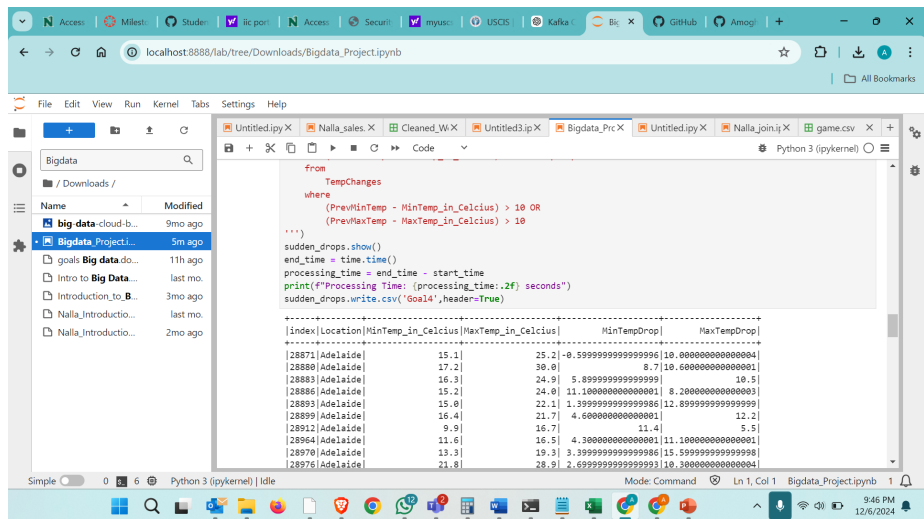 Access
Milest
Studen
iic port
Access
Securit
myusc
USCIS
Kafka
Big
GitHub
Amogh
localhost:8888/lab/tree/Downloads/Bigdata_Project.ipynb
A
All Bookmarks
File Edit View Run Kernel Tabs Settings Help
Untitled.ipy
Nalla_sales.
Cleaned_W
Untitled3.ip
Bigdata_Prc
Untitled.ipy
Nalla_join.ip
game.csv
Code
Python 3 (ipykernel)
Bigdata
/ Downloads /
Name Modified
big-data-cloud-b... 9mo ago
Bigdata_Project.i... 5m ago
goals Big data.do... 11h ago
Intro to Big Data.... last mo.
Introduction_to_B... 3mo ago
Nalla_Introductio... last mo.
Nalla_Introductio... 2mo ago
from
TempChanges
where
(PrevMinTemp - MinTemp_in_Celcius) > 10 OR
(PrevMaxTemp - MaxTemp_in_Celcius) > 10
''')
sudden_drops.show()
end_time = time.time()
processing_time = end_time - start_time
print(f"Processing Time: {processing_time:.2f} seconds")
sudden_drops.write.csv('Goal4',header=True)
+-----+--------+------------------+------------------+-------------------+------------------+
|index|Location|MinTemp_in_Celcius|MaxTemp_in_Celcius| MinTempDrop| MaxTempDrop|
+-----+--------+------------------+------------------+-------------------+------------------+
|28871|Adelaide| 15.1| 25.2|-0.5999999999999996|10.000000000000004|
|28880|Adelaide| 17.2| 30.0| 8.7|10.600000000000001|
|28883|Adelaide| 16.3| 24.9| 5.899999999999999| 10.5|
|28886|Adelaide| 15.2| 24.0| 11.100000000000001| 8.200000000000003|
|28893|Adelaide| 15.0| 22.1| 1.3999999999999986|12.899999999999999|
|28899|Adelaide| 16.4| 21.7| 4.600000000000001| 12.2|
|28912|Adelaide| 9.9| 16.7| 11.4| 5.5|
|28964|Adelaide| 11.6| 16.5| 4.300000000000001|11.100000000000001|
|28970|Adelaide| 13.3| 19.3| 3.3999999999999986|15.599999999999998|
|28976|Adelaide| 21.8| 28.9| 2.6999999999999993|10.300000000000004|
Simple 0 6 Python 3 (ipykernel) | Idle
Mode: Command Ln 1, Col 1 Bigdata_Project.ipynb 1
12
2
9:46 PM
12/6/2024